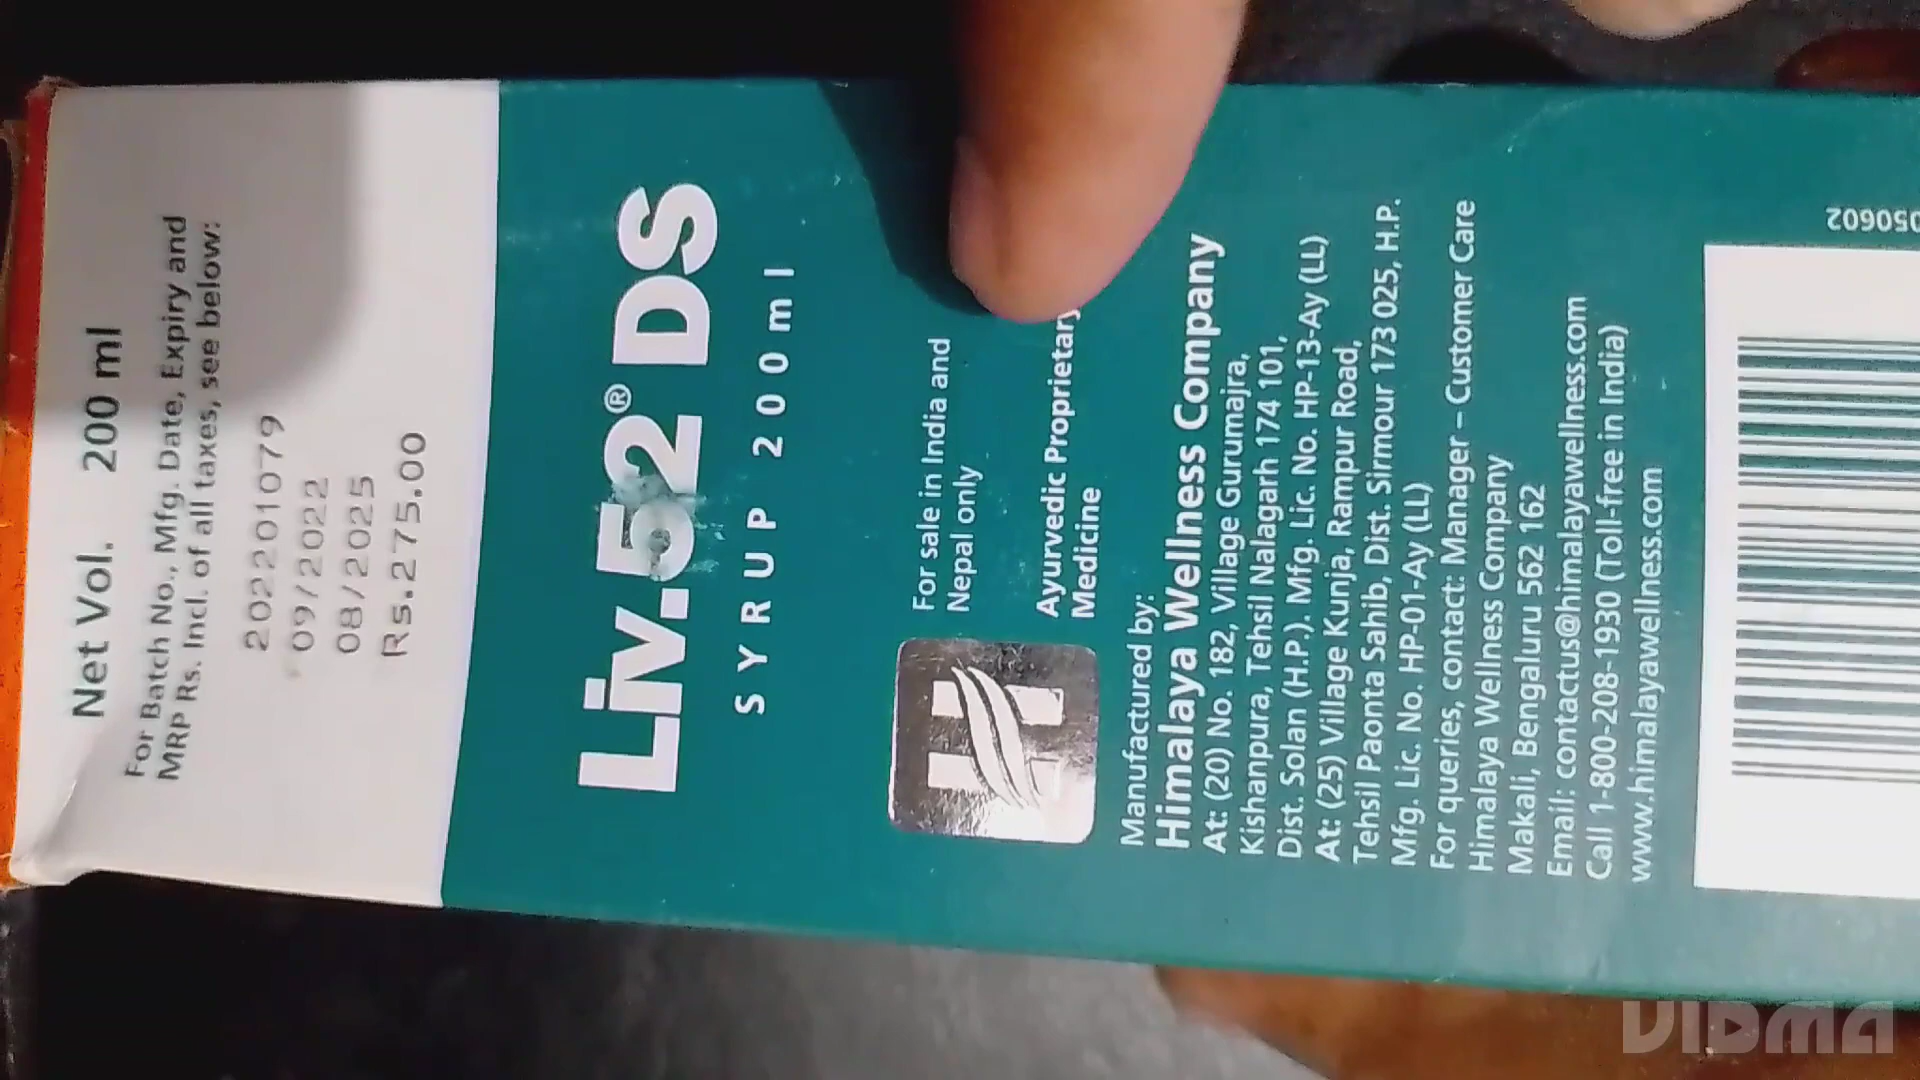 Net Vol. 200 ml
For Batch No., Mfg. Date, Expiry and
MRP Rs. Incl. of all taxes, see below:
2022201079
09/2022
08/2025
Rs.275.00
Liv.52® DS
SYRUP 200ml
For sale in India and
Nepal only
Ayurvedic Proprietary
Medicine
Manufactured by:
Himalaya Wellness Company
At: (20) No. 182, Village Gurumajra,
Kishanpura, Tehsil Nalagarh 174 101,
Dist. Solan (H.P.). Mfg. Lic. No. HP-13-Ay (LL)
At: (25) Village Kunja, Rampur Road,
Tehsil Paonta Sahib, Dist. Sirmour 173 025, H.P.
Mfg. Lic. No. HP-01-Ay (LL)
For queries, contact: Manager – Customer Care
Himalaya Wellness Company
Makali, Bengaluru 562 162
Email: contactus@himalayawellness.com
Call 1-800-208-1930 (Toll-free in India)
www.himalayawellness.com
VIDMA